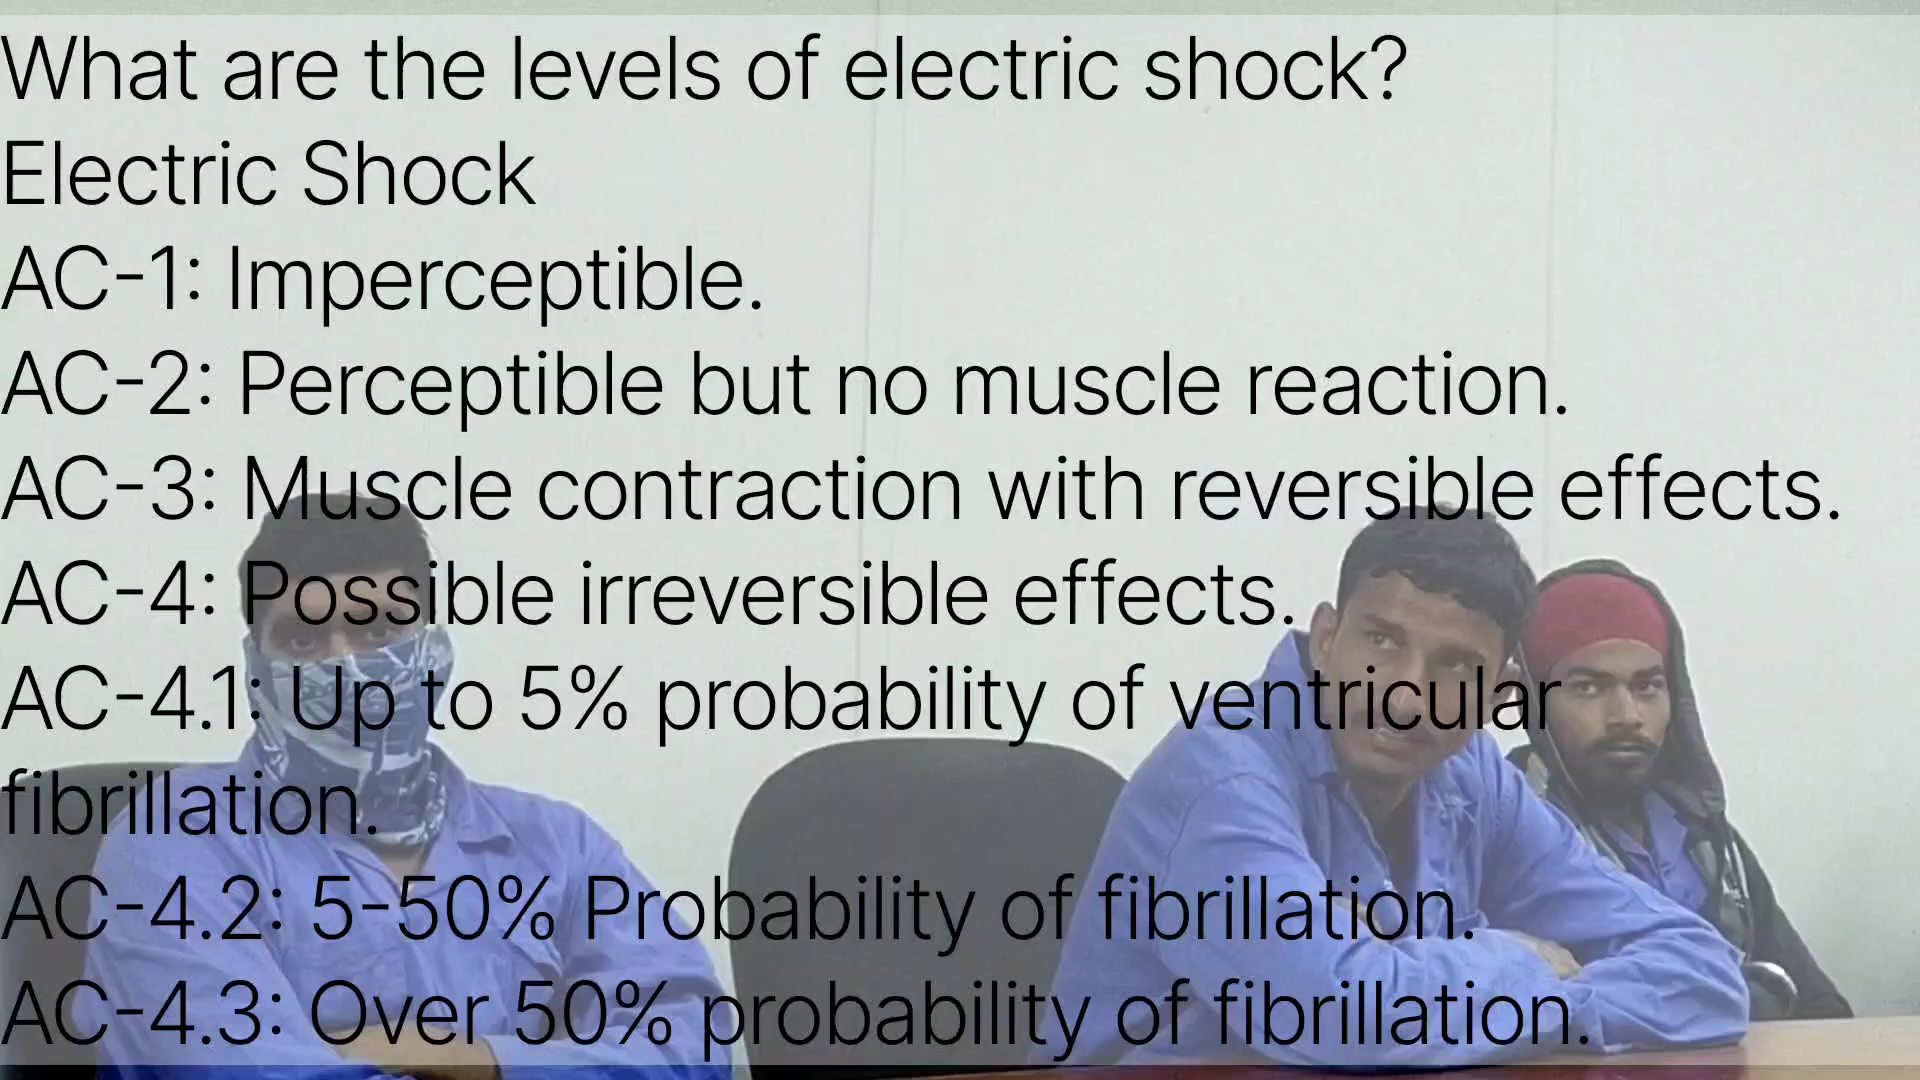 What are the levels of electric shock?
Electric Shock
AC-1: Imperceptible.
AC-2: Perceptible but no muscle reaction.
AC-3: Muscle contraction with reversible effects.
AC-4: Possible irreversible effects.
AC-4.1: Up to 5% probability of ventricular
fibrillation.
AC-4.2: 5-50% Probability of fibrillation.
AC-4.3: Over 50% probability of fibrillation.